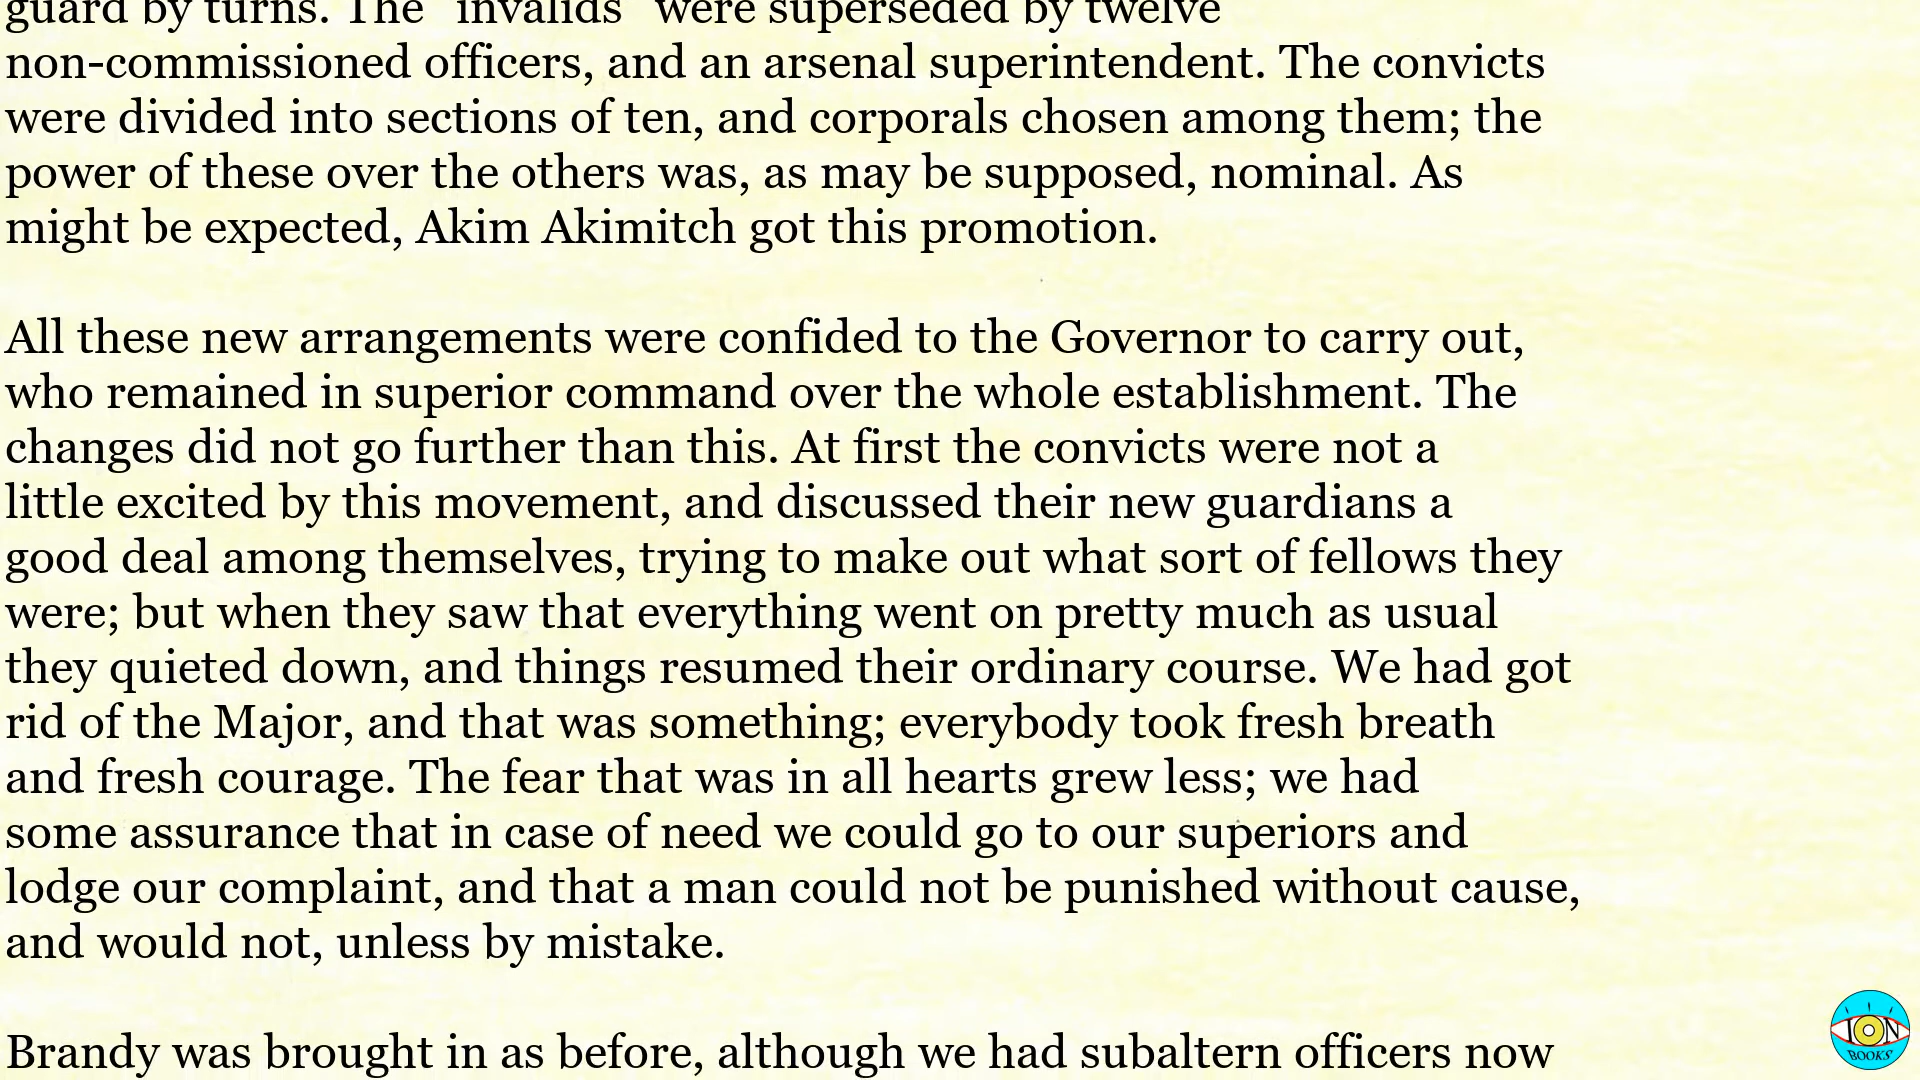 guard by turns. The "invalids" were superseded by twelve
non-commissioned officers, and an arsenal superintendent. The convicts
were divided into sections of ten, and corporals chosen among them; the
power of these over the others was, as may be supposed, nominal. As
might be expected, Akim Akimitch got this promotion.
All these new arrangements were confided to the Governor to carry out,
who remained in superior command over the whole establishment. The
changes did not go further than this. At first the convicts were not a
little excited by this movement, and discussed their new guardians a
good deal among themselves, trying to make out what sort of fellows they
were; but when they saw that everything went on pretty much as usual
they quieted down, and things resumed their ordinary course. We had got
rid of the Major, and that was something; everybody took fresh breath
and fresh courage. The fear that was in all hearts grew less; we had
some assurance that in case of need we could go to our superiors and
lodge our complaint, and that a man could not be punished without cause,
and would not, unless by mistake.
Brandy was brought in as before, although we had subaltern officers now
ION
BOOKS